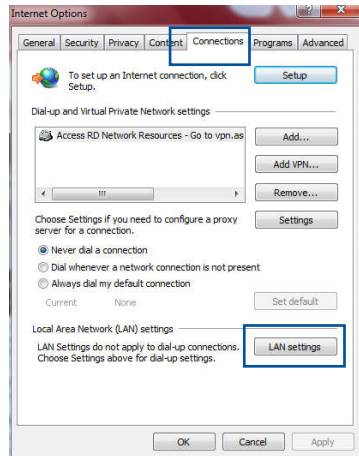 Internet Options
General Security Privacy Content Connections Programs Advanced
To set up an Internet connection, click
Setup.
Setup
Dial-up and Virtual Private Network settings
Access RD Network Resources - Go to vpn.as
Add...
Add VPN...
Remove...
Choose Settings if you need to configure a proxy
server for a connection.
Settings
Never dial a connection
Dial whenever a network connection is not present
Always dial my default connection
Current None
Set default
Local Area Network (LAN) settings
LAN Settings do not apply to dial-up connections.
Choose Settings above for dial-up settings.
LAN settings
OK Cancel Apply